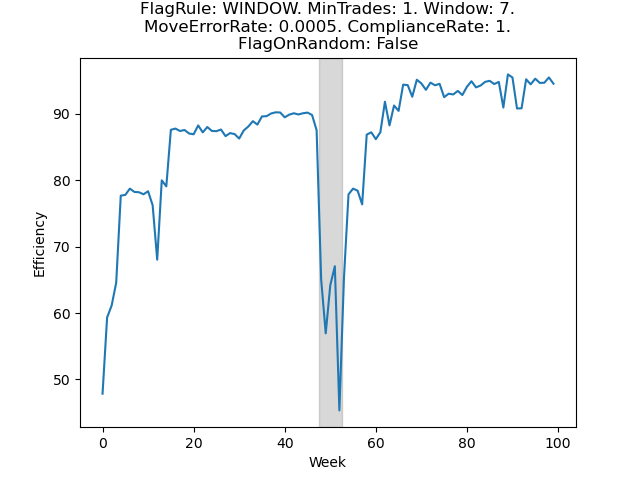 FlagRule: WINDOW. MinTrades: 1. Window: 7.
MoveErrorRate: 0.0005. ComplianceRate: 1.
FlagOnRandom: False
90
80
70
60
50
Efficiency
0 20 40 60 80 100
Week